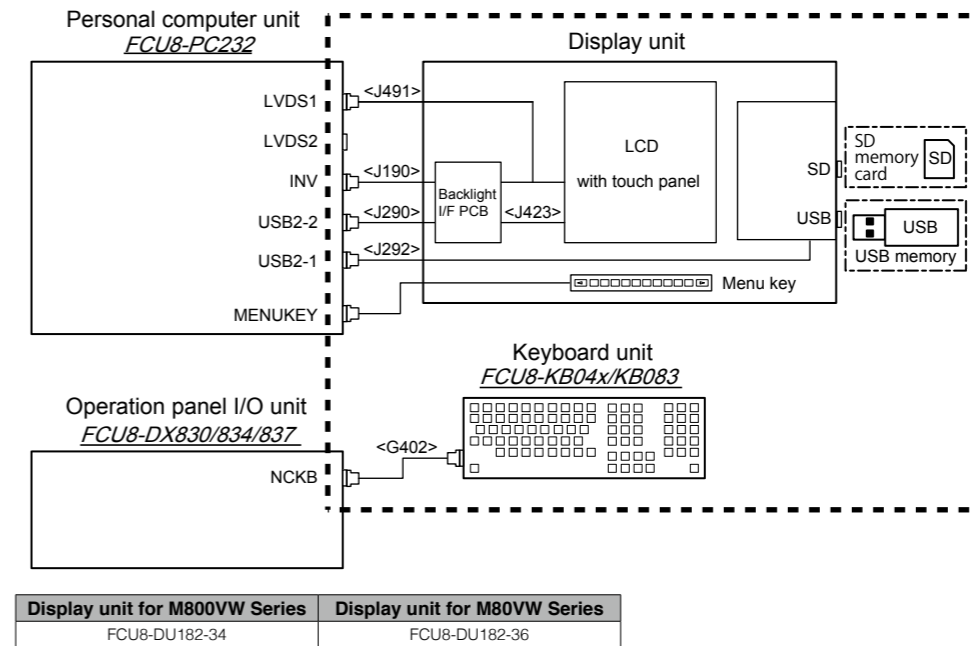 Personal computer unit
FCU8-PC232
Display unit
LVDS1
<J491>
LVDS2
INV
<J190>
USB2-2
<J290>
USB2-1
<J292>
MENUKEY
Backlight
I/F PCB
<J423>
LCD
with touch panel
SD
USB
SD
memory
card
SD
USB
USB memory
Menu key
Keyboard unit
FCU8-KB04x/KB083
Operation panel I/O unit
FCU8-DX830/834/837
NCKB
<G402>
Display unit for M800VW Series
Display unit for M80VW Series
FCU8-DU182-34
FCU8-DU182-36